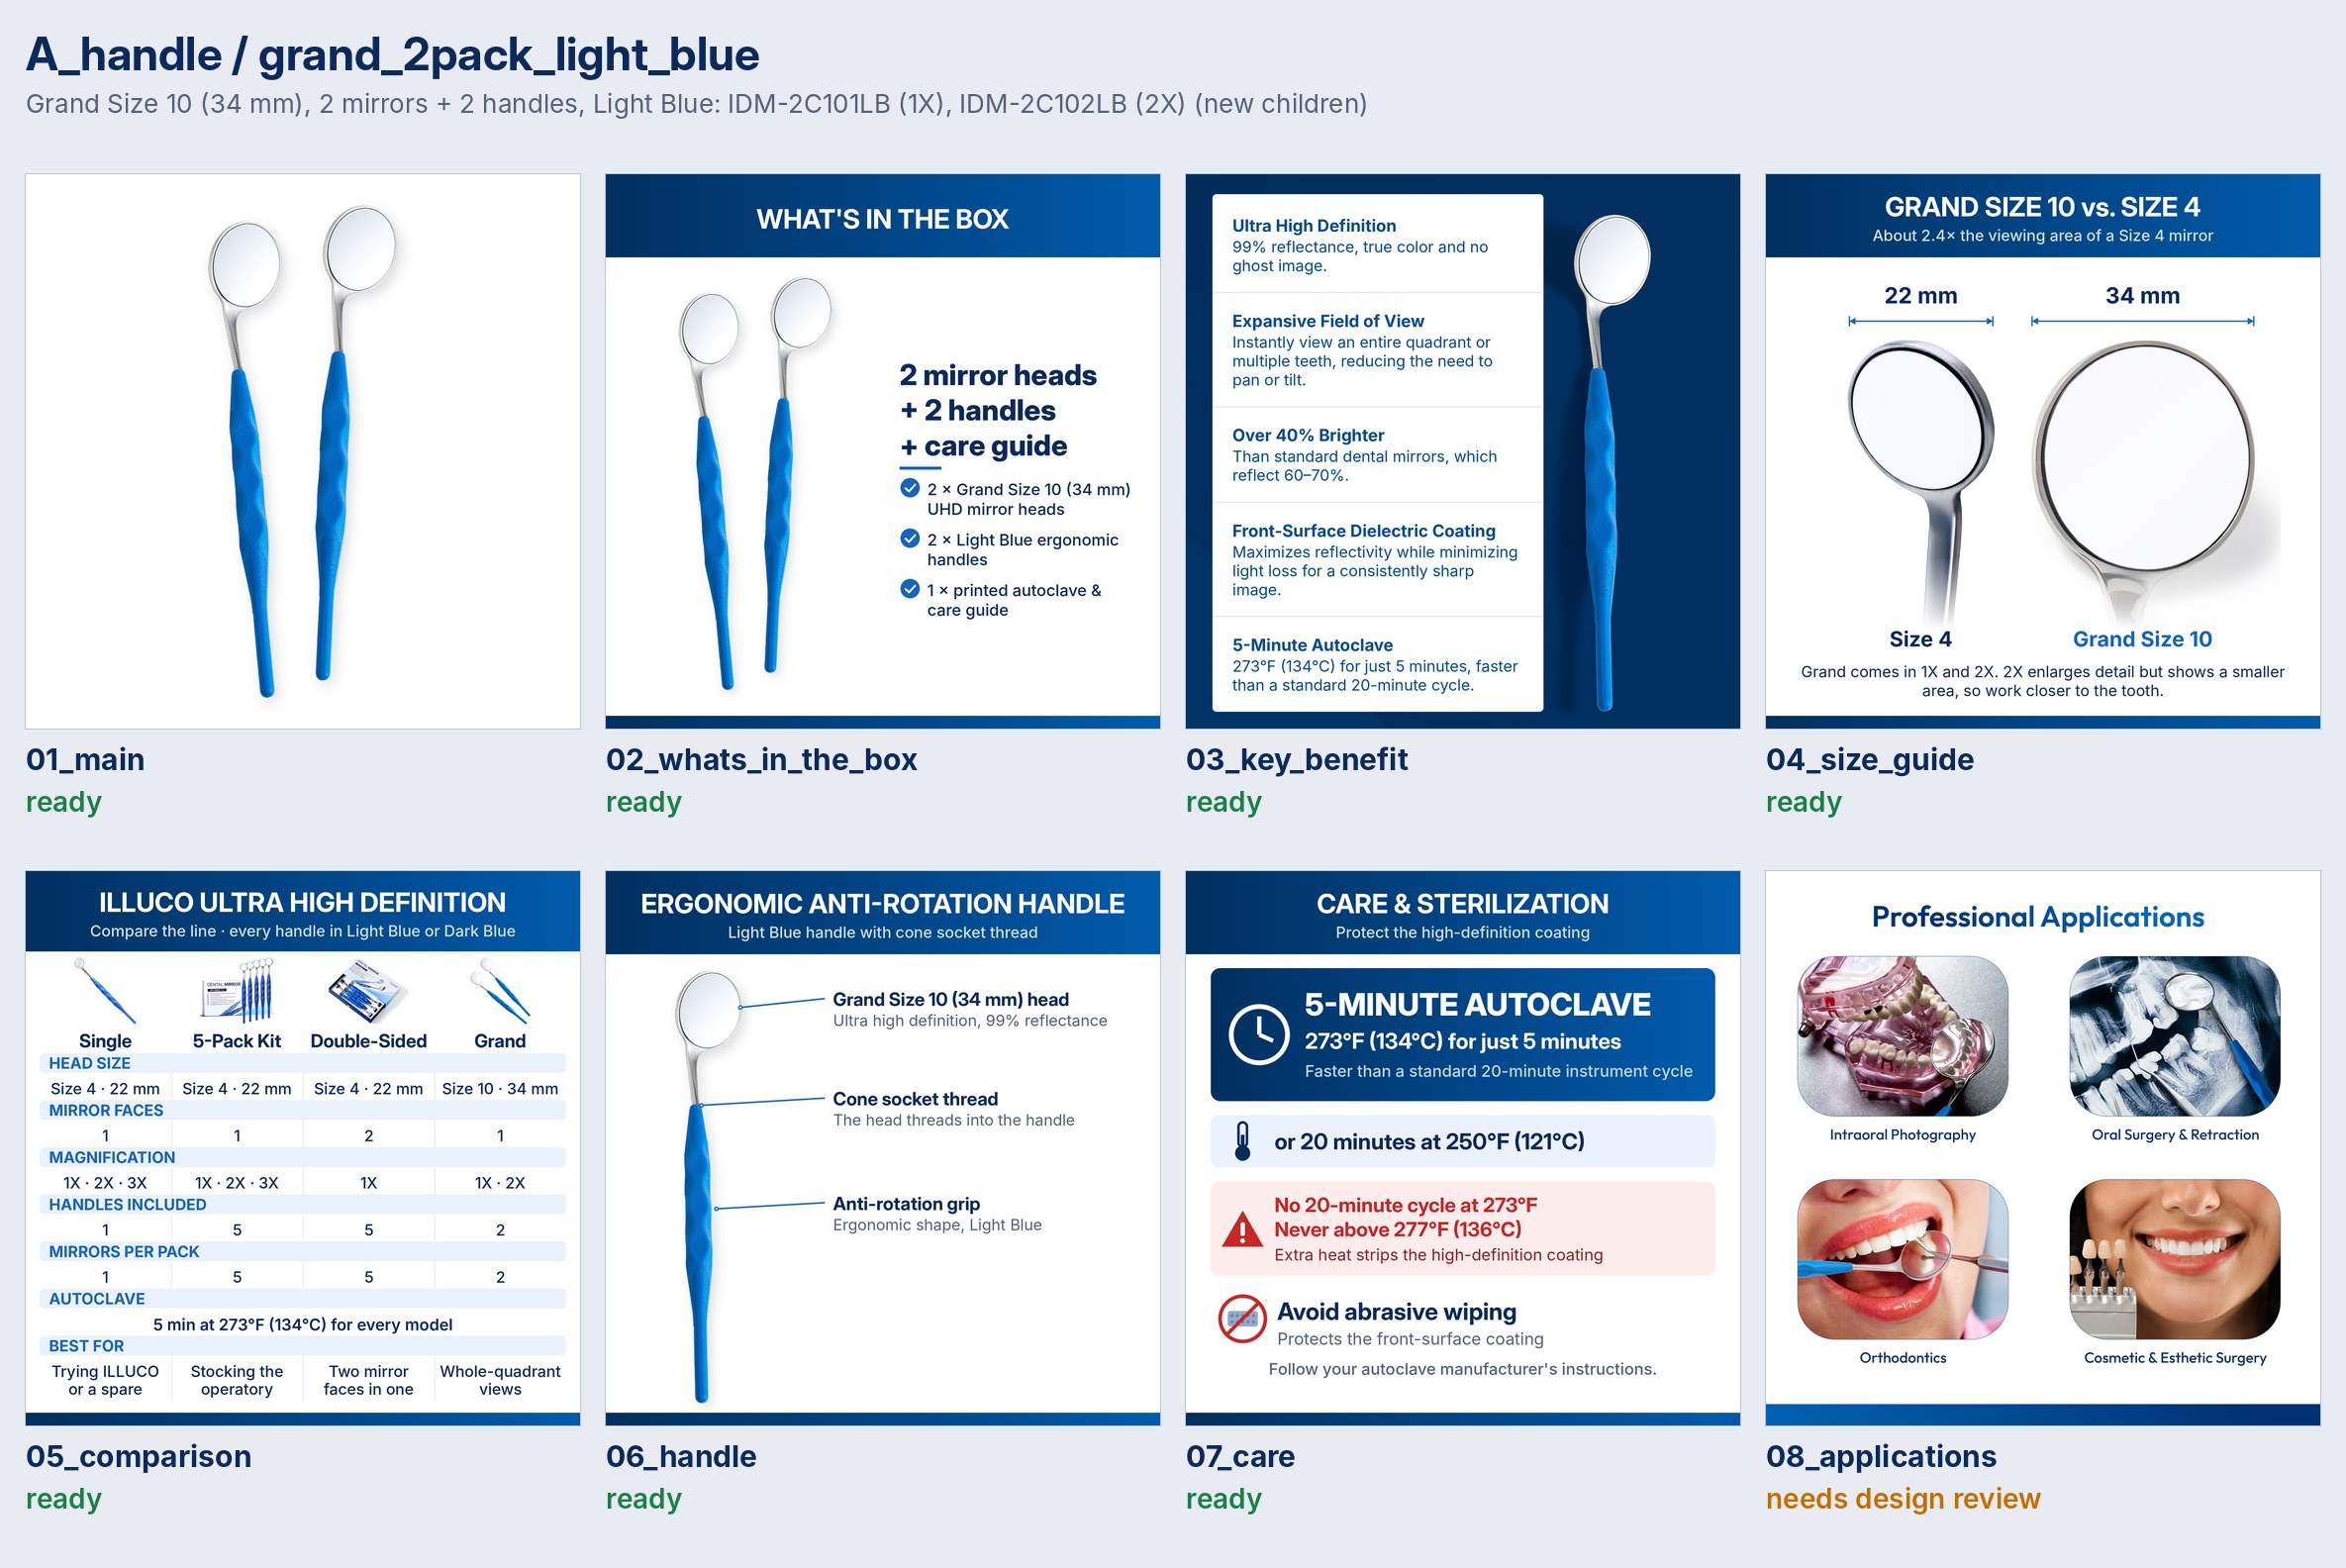 A_handle / grand_2pack_light_blue
Grand Size 10 (34 mm), 2 mirrors + 2 handles, Light Blue: IDM-2C101LB (1X), IDM-2C102LB (2X) (new children)
01_main
ready
WHAT'S IN THE BOX
2 mirror heads
+ 2 handles
+ care guide
2 × Grand Size 10 (34 mm)
UHD mirror heads
2 × Light Blue ergonomic
handles
1 × printed autoclave &
care guide
02_whats_in_the_box
ready
Ultra High Definition
99% reflectance, true color and no
ghost image.
Expansive Field of View
Instantly view an entire quadrant or
multiple teeth, reducing the need to
pan or tilt.
Over 40% Brighter
Than standard dental mirrors, which
reflect 60–70%.
Front-Surface Dielectric Coating
Maximizes reflectivity while minimizing
light loss for a consistently sharp
image.
5-Minute Autoclave
273°F (134°C) for just 5 minutes, faster
than a standard 20-minute cycle.
03_key_benefit
ready
GRAND SIZE 10 vs. SIZE 4
About 2.4× the viewing area of a Size 4 mirror
22 mm
34 mm
Size 4
Grand Size 10
Grand comes in 1X and 2X. 2X enlarges detail but shows a smaller
area, so work closer to the tooth.
04_size_guide
ready
ILLUCO ULTRA HIGH DEFINITION
Compare the line · every handle in Light Blue or Dark Blue
DENTAL MIRROR
Single 5-Pack Kit Double-Sided Grand
HEAD SIZE
Size 4 · 22 mm Size 4 · 22 mm Size 4 · 22 mm Size 10 · 34 mm
MIRROR FACES
1 1 2 1
MAGNIFICATION
1X · 2X · 3X 1X · 2X · 3X 1X 1X · 2X
HANDLES INCLUDED
1 5 5 2
MIRRORS PER PACK
1 5 5 2
AUTOCLAVE
5 min at 273°F (134°C) for every model
BEST FOR
Trying ILLUCO Stocking the Two mirror Whole-quadrant
or a spare operatory faces in one views
05_comparison
ready
ERGONOMIC ANTI-ROTATION HANDLE
Light Blue handle with cone socket thread
Grand Size 10 (34 mm) head
Ultra high definition, 99% reflectance
Cone socket thread
The head threads into the handle
Anti-rotation grip
Ergonomic shape, Light Blue
06_handle
ready
CARE & STERILIZATION
Protect the high-definition coating
5-MINUTE AUTOCLAVE
273°F (134°C) for just 5 minutes
Faster than a standard 20-minute instrument cycle
or 20 minutes at 250°F (121°C)
No 20-minute cycle at 273°F
Never above 277°F (136°C)
Extra heat strips the high-definition coating
Avoid abrasive wiping
Protects the front-surface coating
Follow your autoclave manufacturer's instructions.
07_care
ready
Professional Applications
Intraoral Photography
Oral Surgery & Retraction
Orthodontics
Cosmetic & Esthetic Surgery
08_applications
needs design review